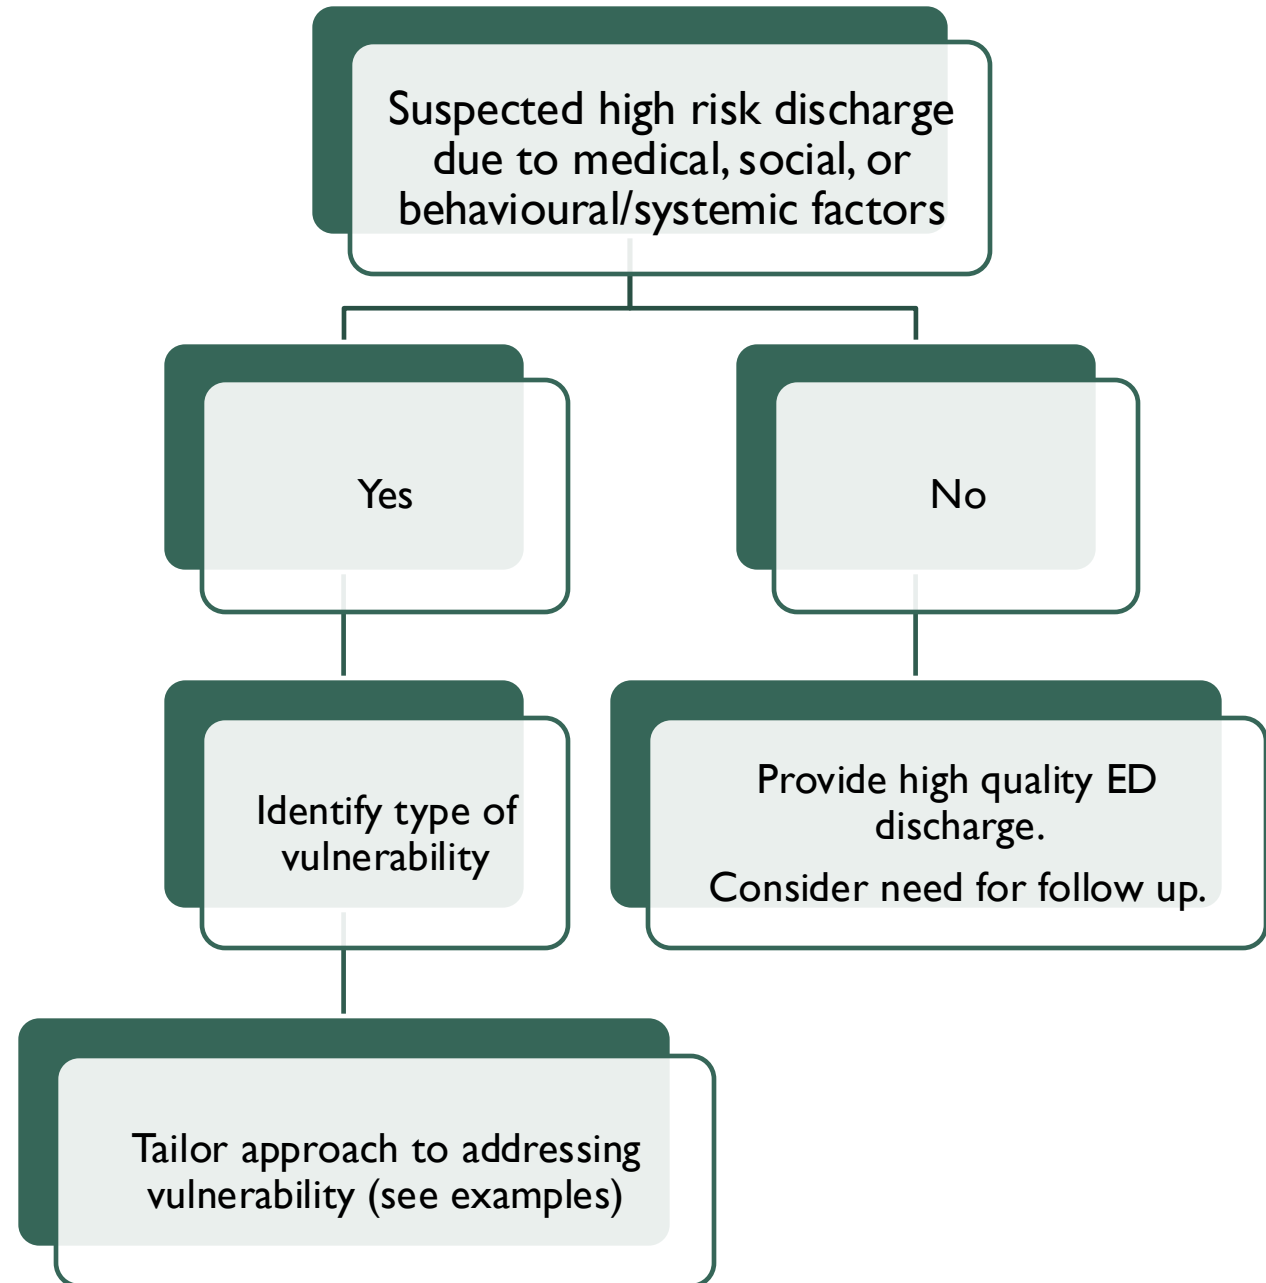 Suspected high risk discharge
due to medical, social, or
behavioural/systemic factors
Yes
No
Identify type of
vulnerability
Provide high quality ED
discharge.
Consider need for follow up.
Tailor approach to addressing
vulnerability (see examples)